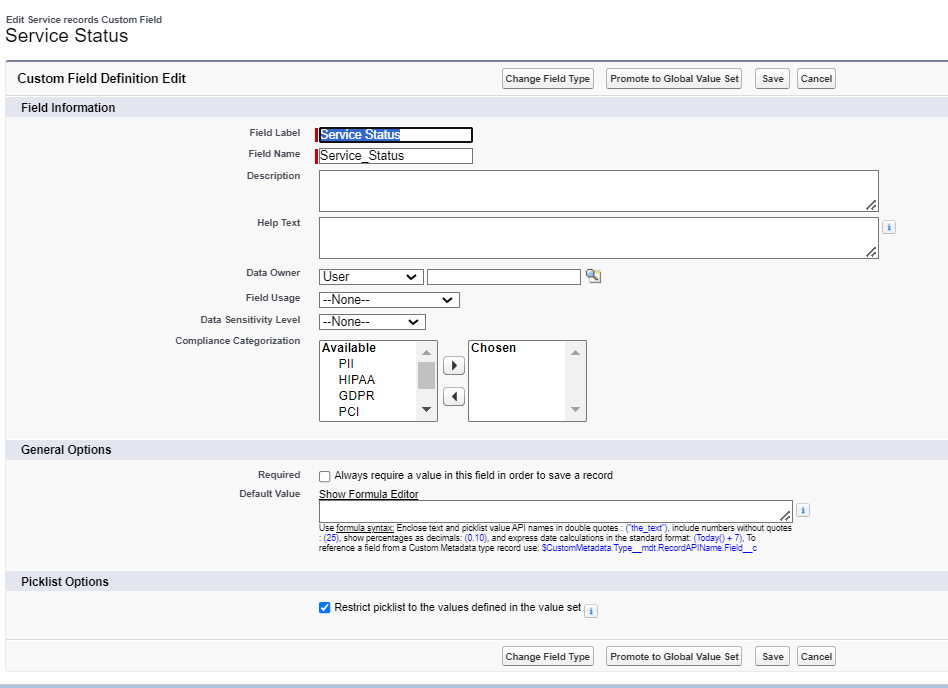 Edit Service records Custom Field
Service Status
Custom Field Definition Edit
Change Field Type
Promote to Global Value Set
Save
Cancel
Field Information
Field Label
Service Status
Field Name
Service_Status
Description
Help Text
Data Owner
User
Field Usage
--None--
Data Sensitivity Level
--None--
Compliance Categorization
Available
PII
HIPAA
GDPR
PCI
Chosen
General Options
Required
Always require a value in this field in order to save a record
Default Value
Show Formula Editor
Use formula syntax: Enclose text and picklist value API names in double quotes : ("the_text"), include numbers without quotes
: (25), show percentages as decimals: (0.10), and express date calculations in the standard format: (Today() + 7), To
reference a field from a Custom Metadata type record use: $CustomMetadata.Type__mdt.RecordAPIName.Field__c
Picklist Options
Restrict picklist to the values defined in the value set
Change Field Type
Promote to Global Value Set
Save
Cancel